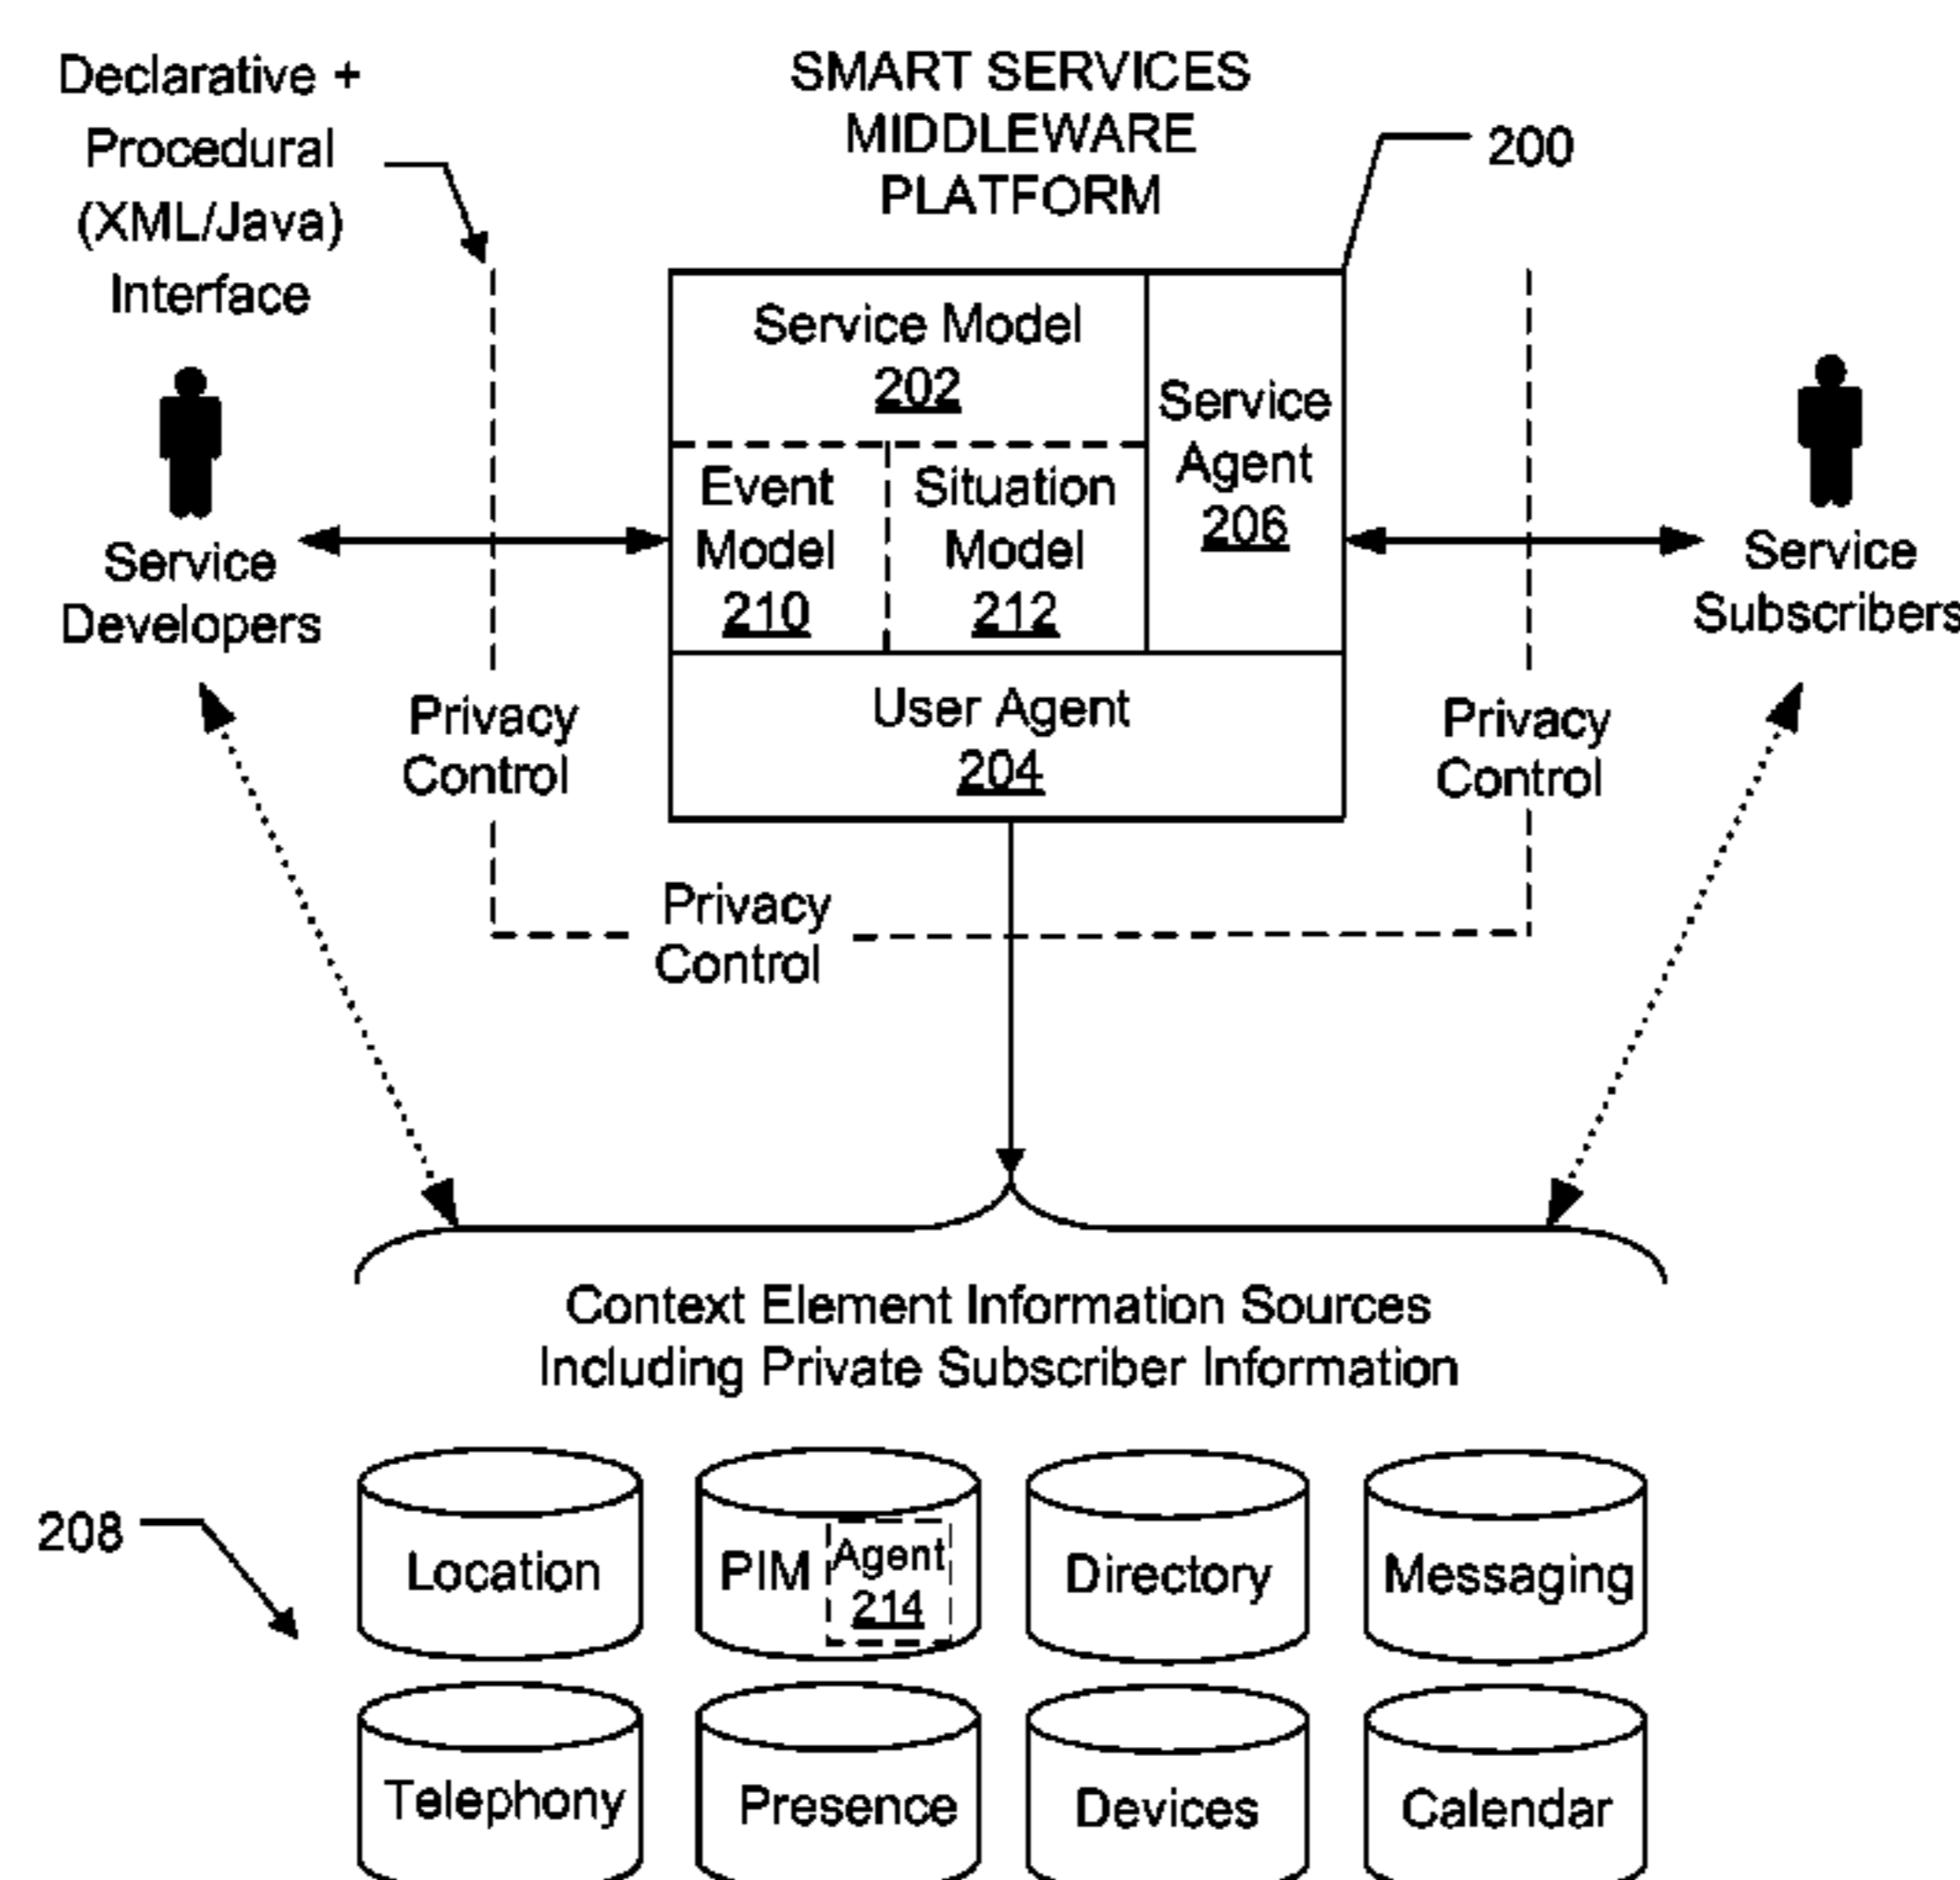 Declarative +
Procedural
(XML/Java)
Interface
SMART SERVICES
MIDDLEWARE
PLATFORM
200
Service Model
202
Service
Agent
206
Event
Model
210
Situation
Model
212
User Agent
204
Service
Developers
Service
Subscribers
Privacy
Control
Privacy
Control
Privacy
Control
Context Element Information Sources
Including Private Subscriber Information
208
Location
PIM
Agent
214
Directory
Messaging
Telephony
Presence
Devices
Calendar